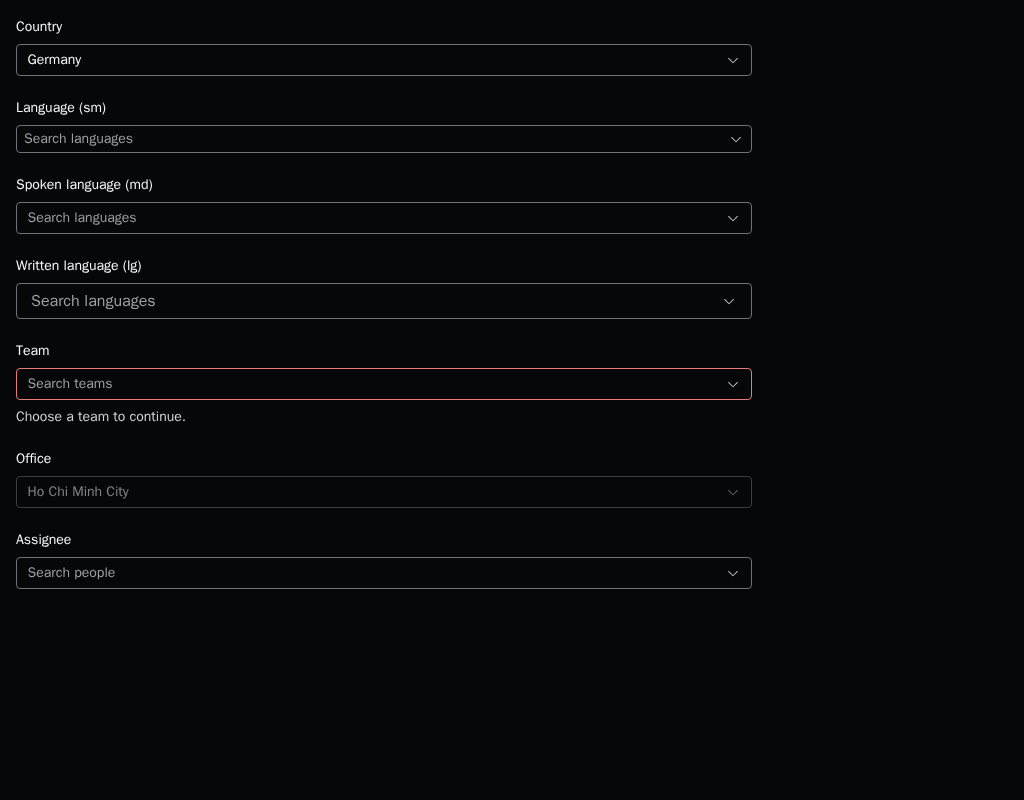 Country
Germany
Language (sm)
Search languages
Spoken language (md)
Search languages
Written language (lg)
Search languages
Team
Search teams
Choose a team to continue.
Office
Ho Chi Minh City
Assignee
Search people